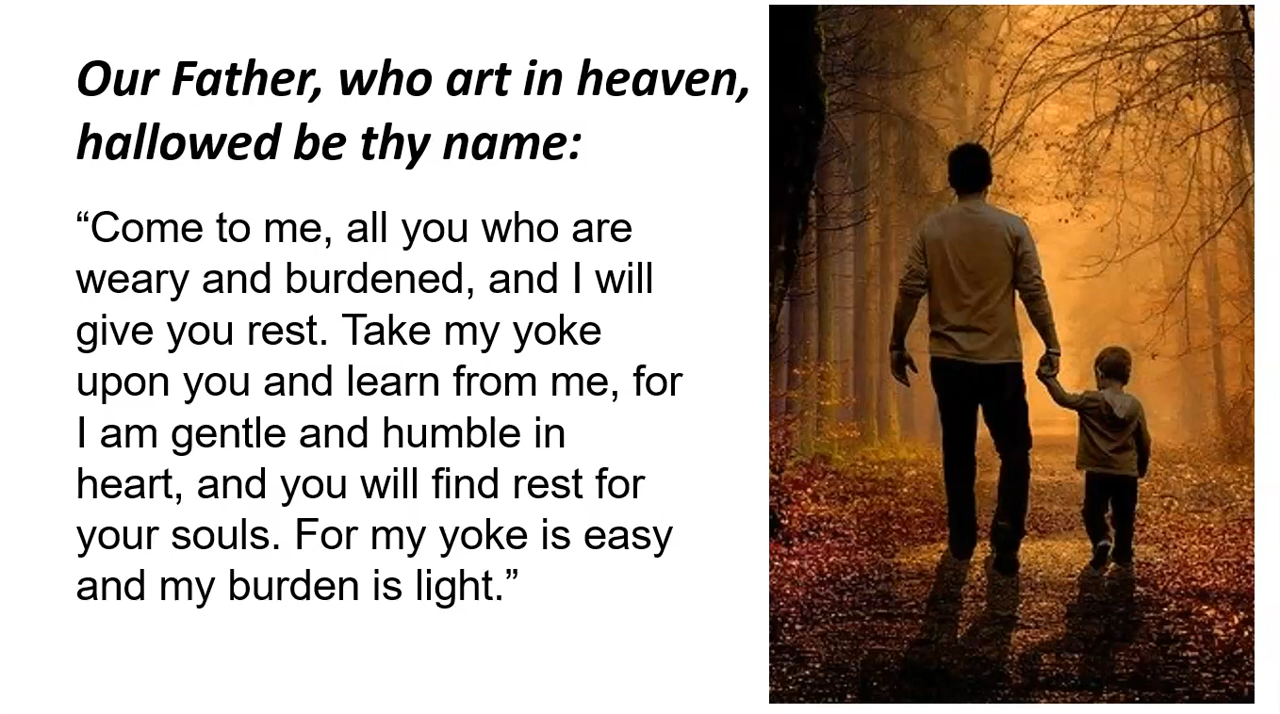 Our Father, who art in heaven,
hallowed be thy name:
“Come to me, all you who are
weary and burdened, and I will
give you rest. Take my yoke
upon you and learn from me, for
I am gentle and humble in
heart, and you will find rest for
your souls. For my yoke is easy
and my burden is light.”